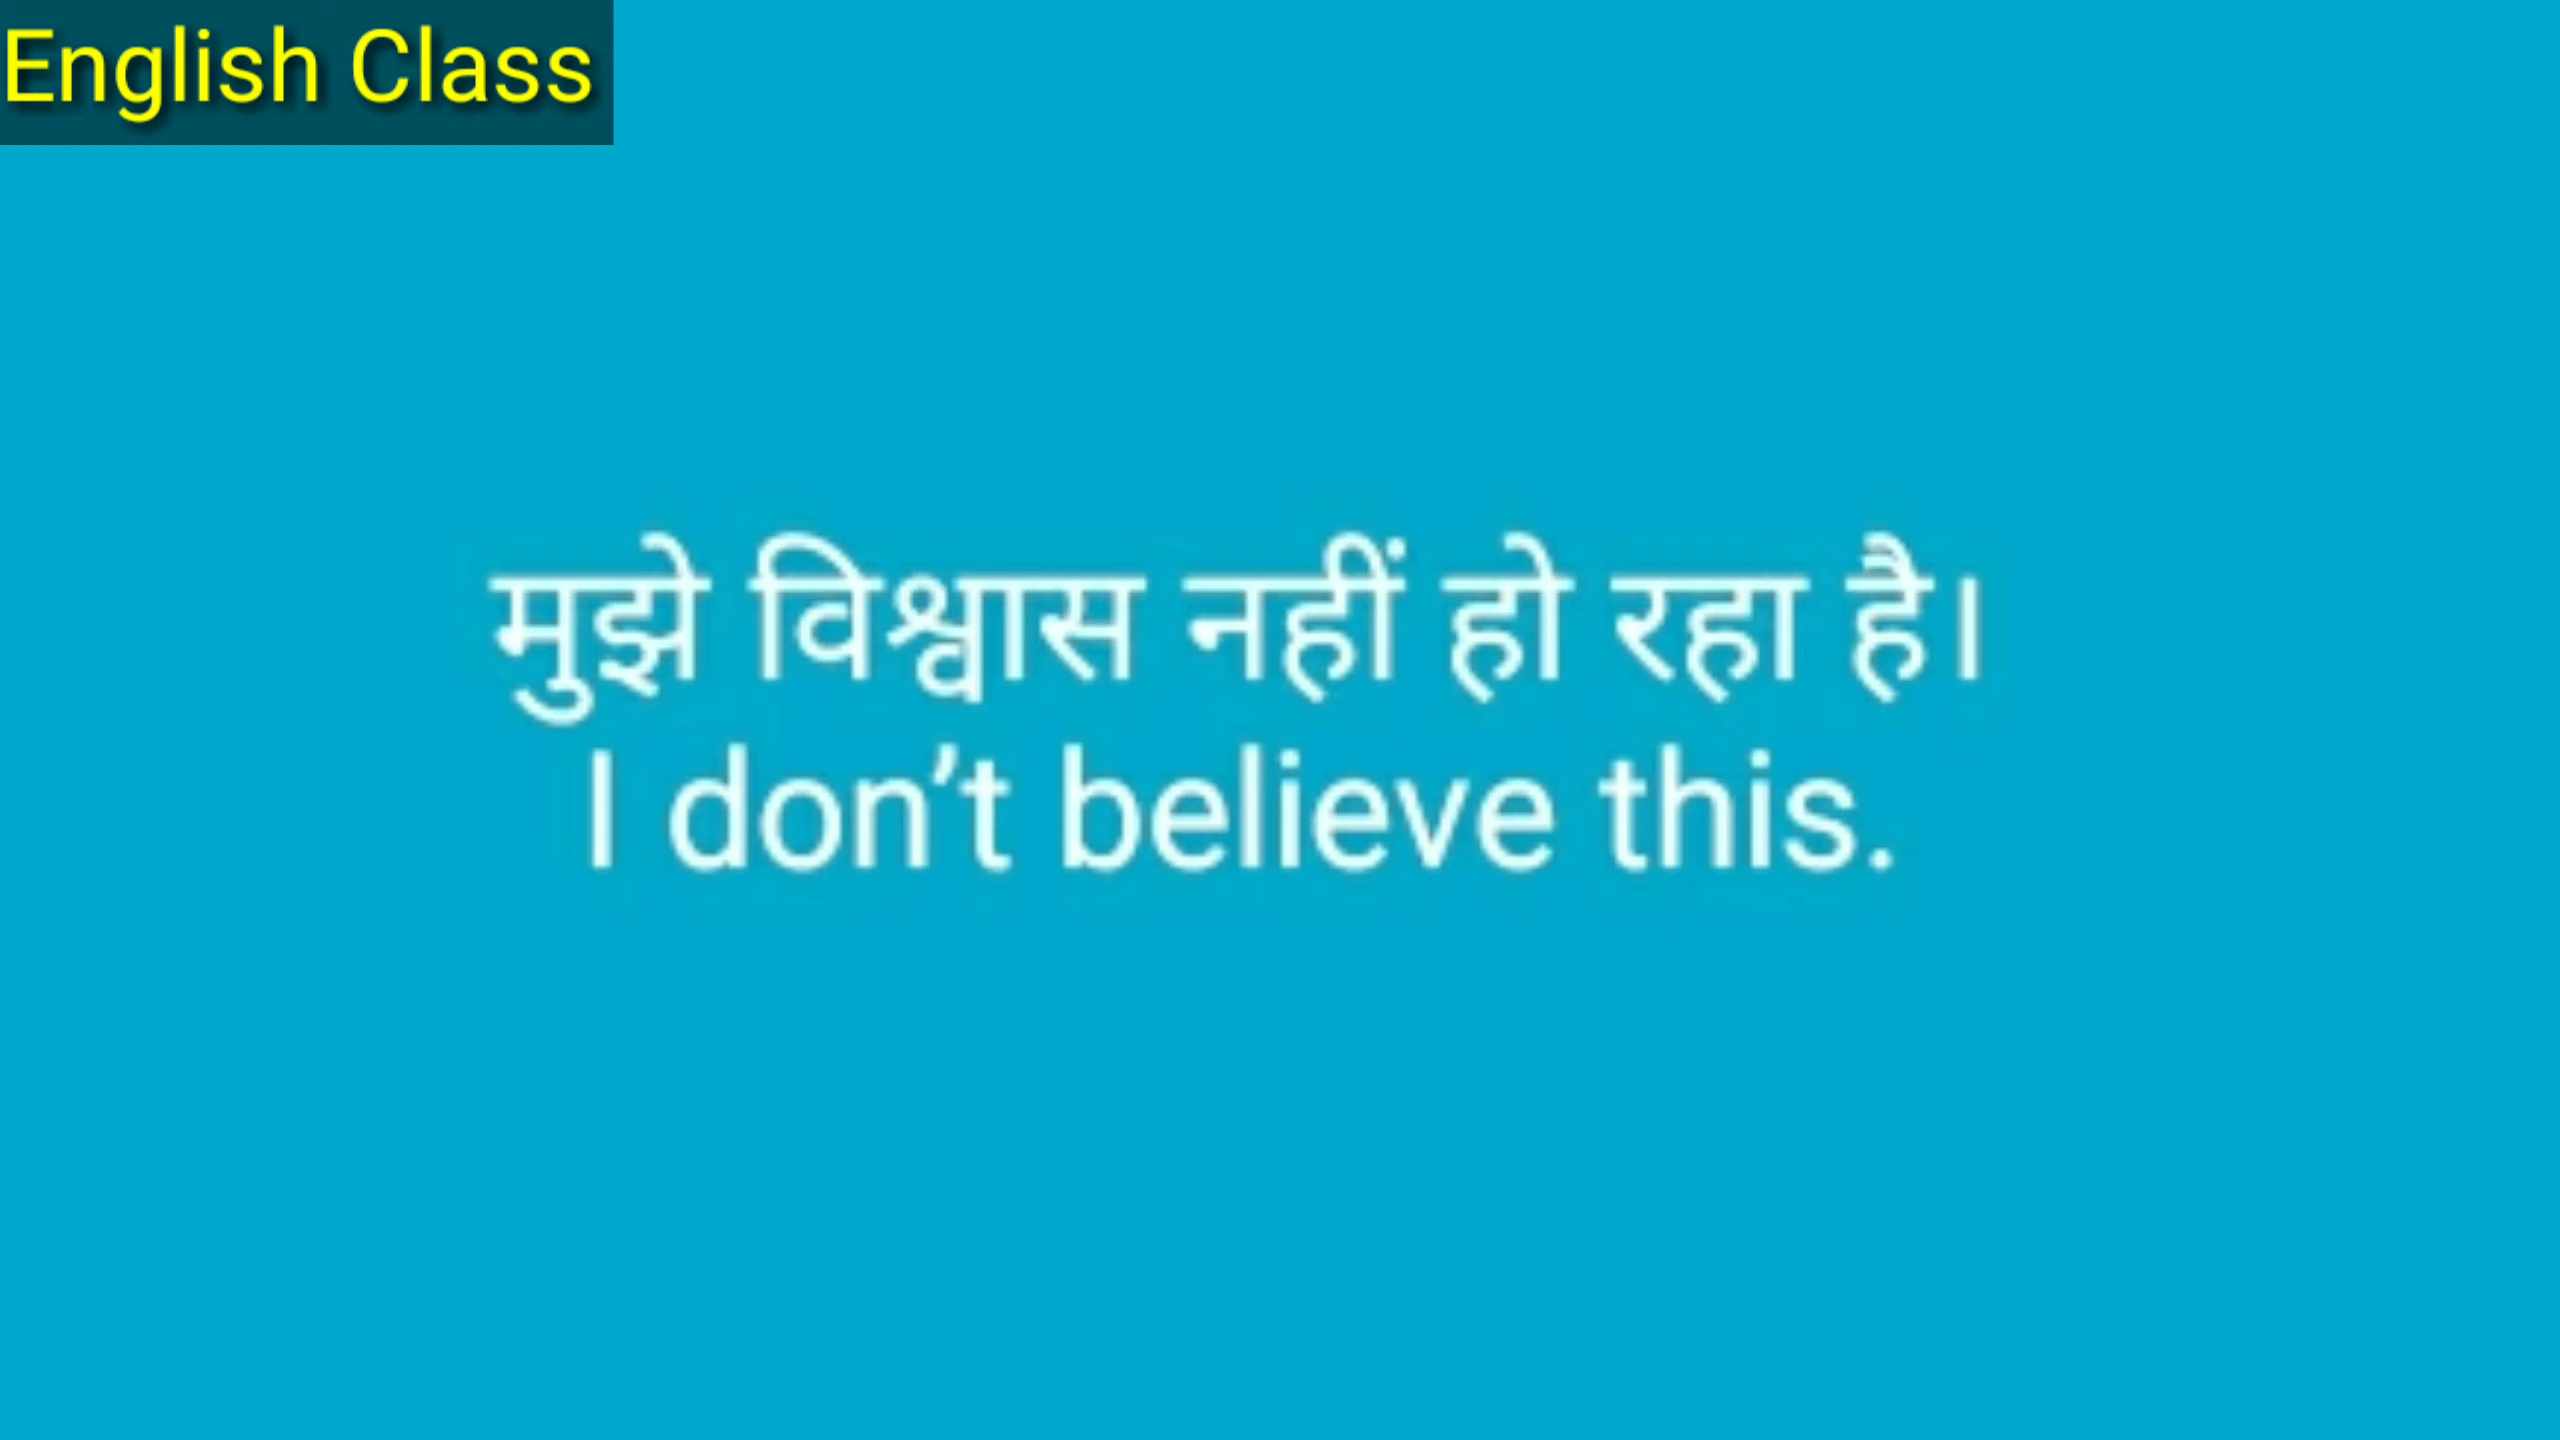 English Class
मुझे विश्वास नहीं हो रहा है।
I don’t believe this.